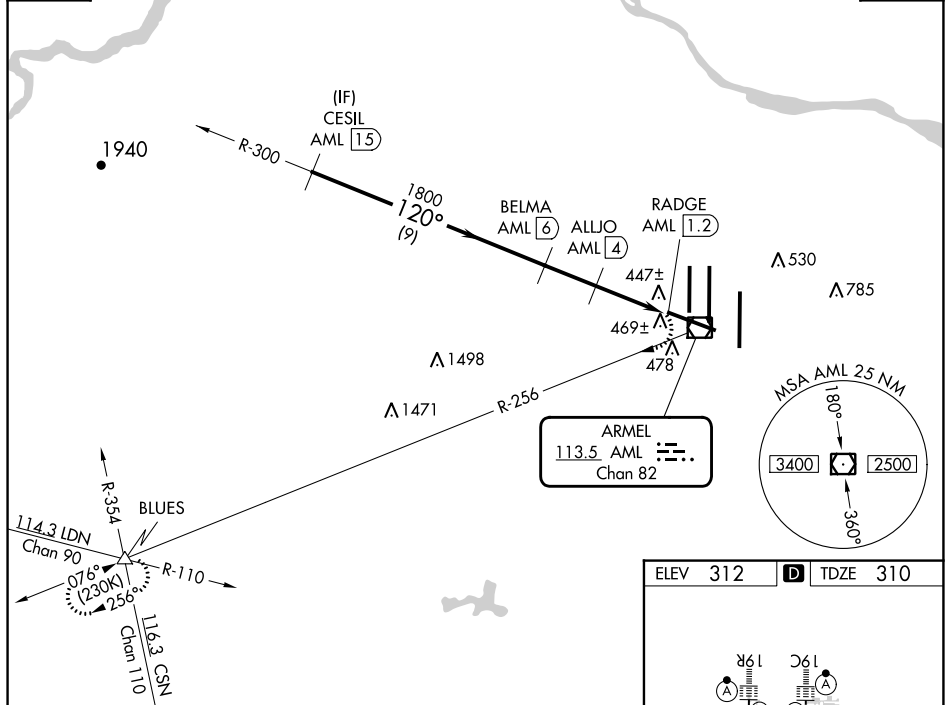 (IF)
CESIL
AML 15
1940
R-300
1800
120°
(9)
BELMA
AML 6
ALIJO
AML 4
RADGE
AML 1.2
530
447±
785
469±
478
1498
1471
R-256
ARMEL
113.5 AML
Chan 82
MSA AML 25 NM
180°
3400
2500
360°
R-354
BLUES
114.3 LDN
Chan 90
R-110
076°
(230K)
256°
116.3 CSN
Chan 110
ELEV 312 D TDZE 310
19R
19C
A
A